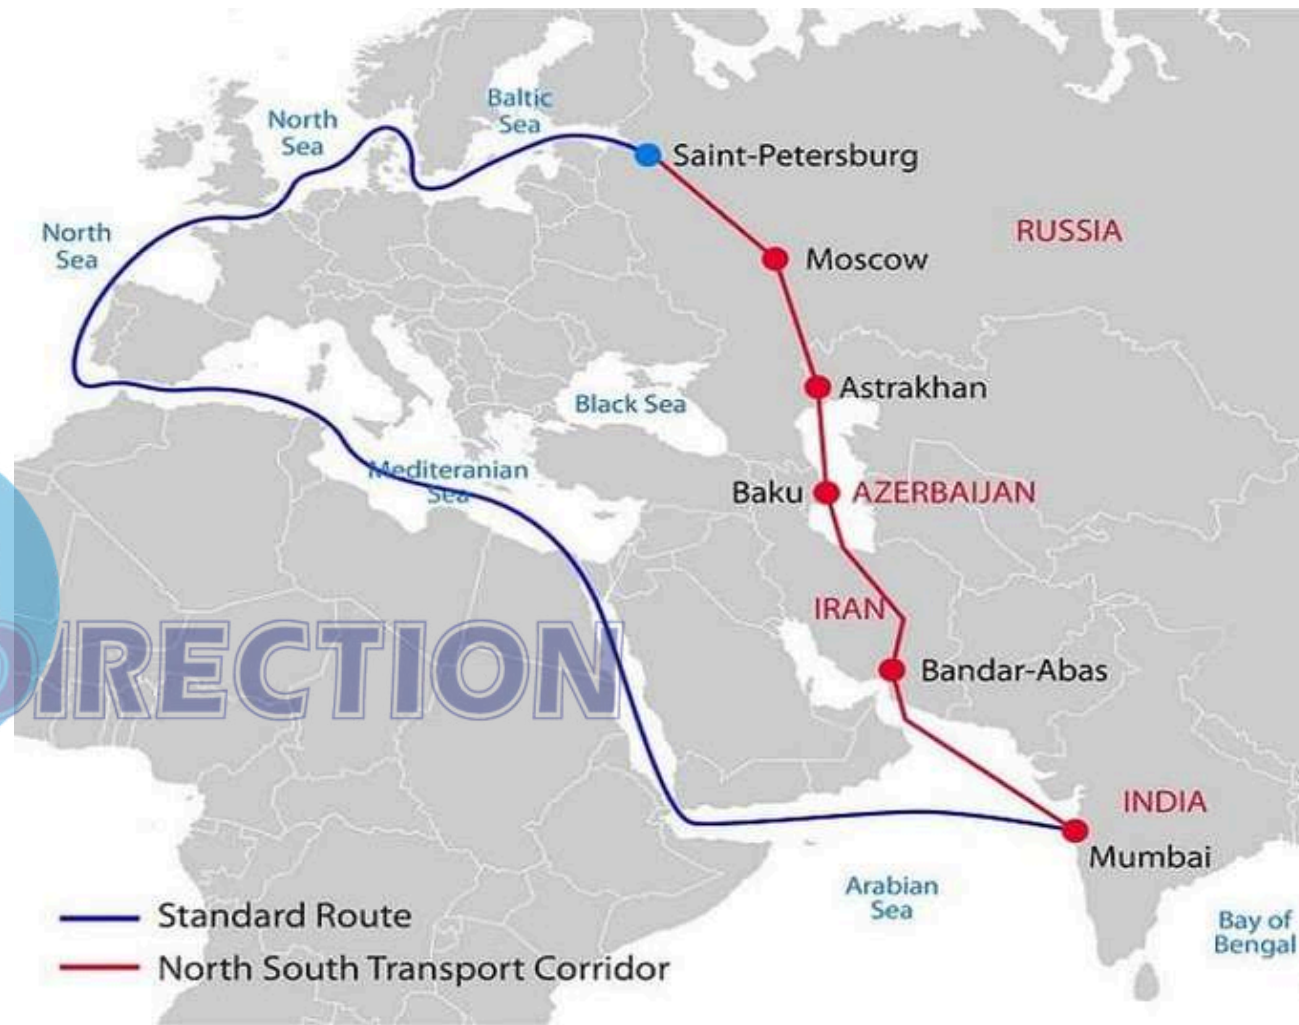 Baltic
Sea
North
Sea
Saint-Petersburg
North
Sea
RUSSIA
Moscow
Astrakhan
Black Sea
Mediteranian
Sea
Baku
AZERBAIJAN
IRAN
DIRECTION
Bandar-Abas
INDIA
Mumbai
Arabian
Sea
Bay of
Bengal
Standard Route
North South Transport Corridor